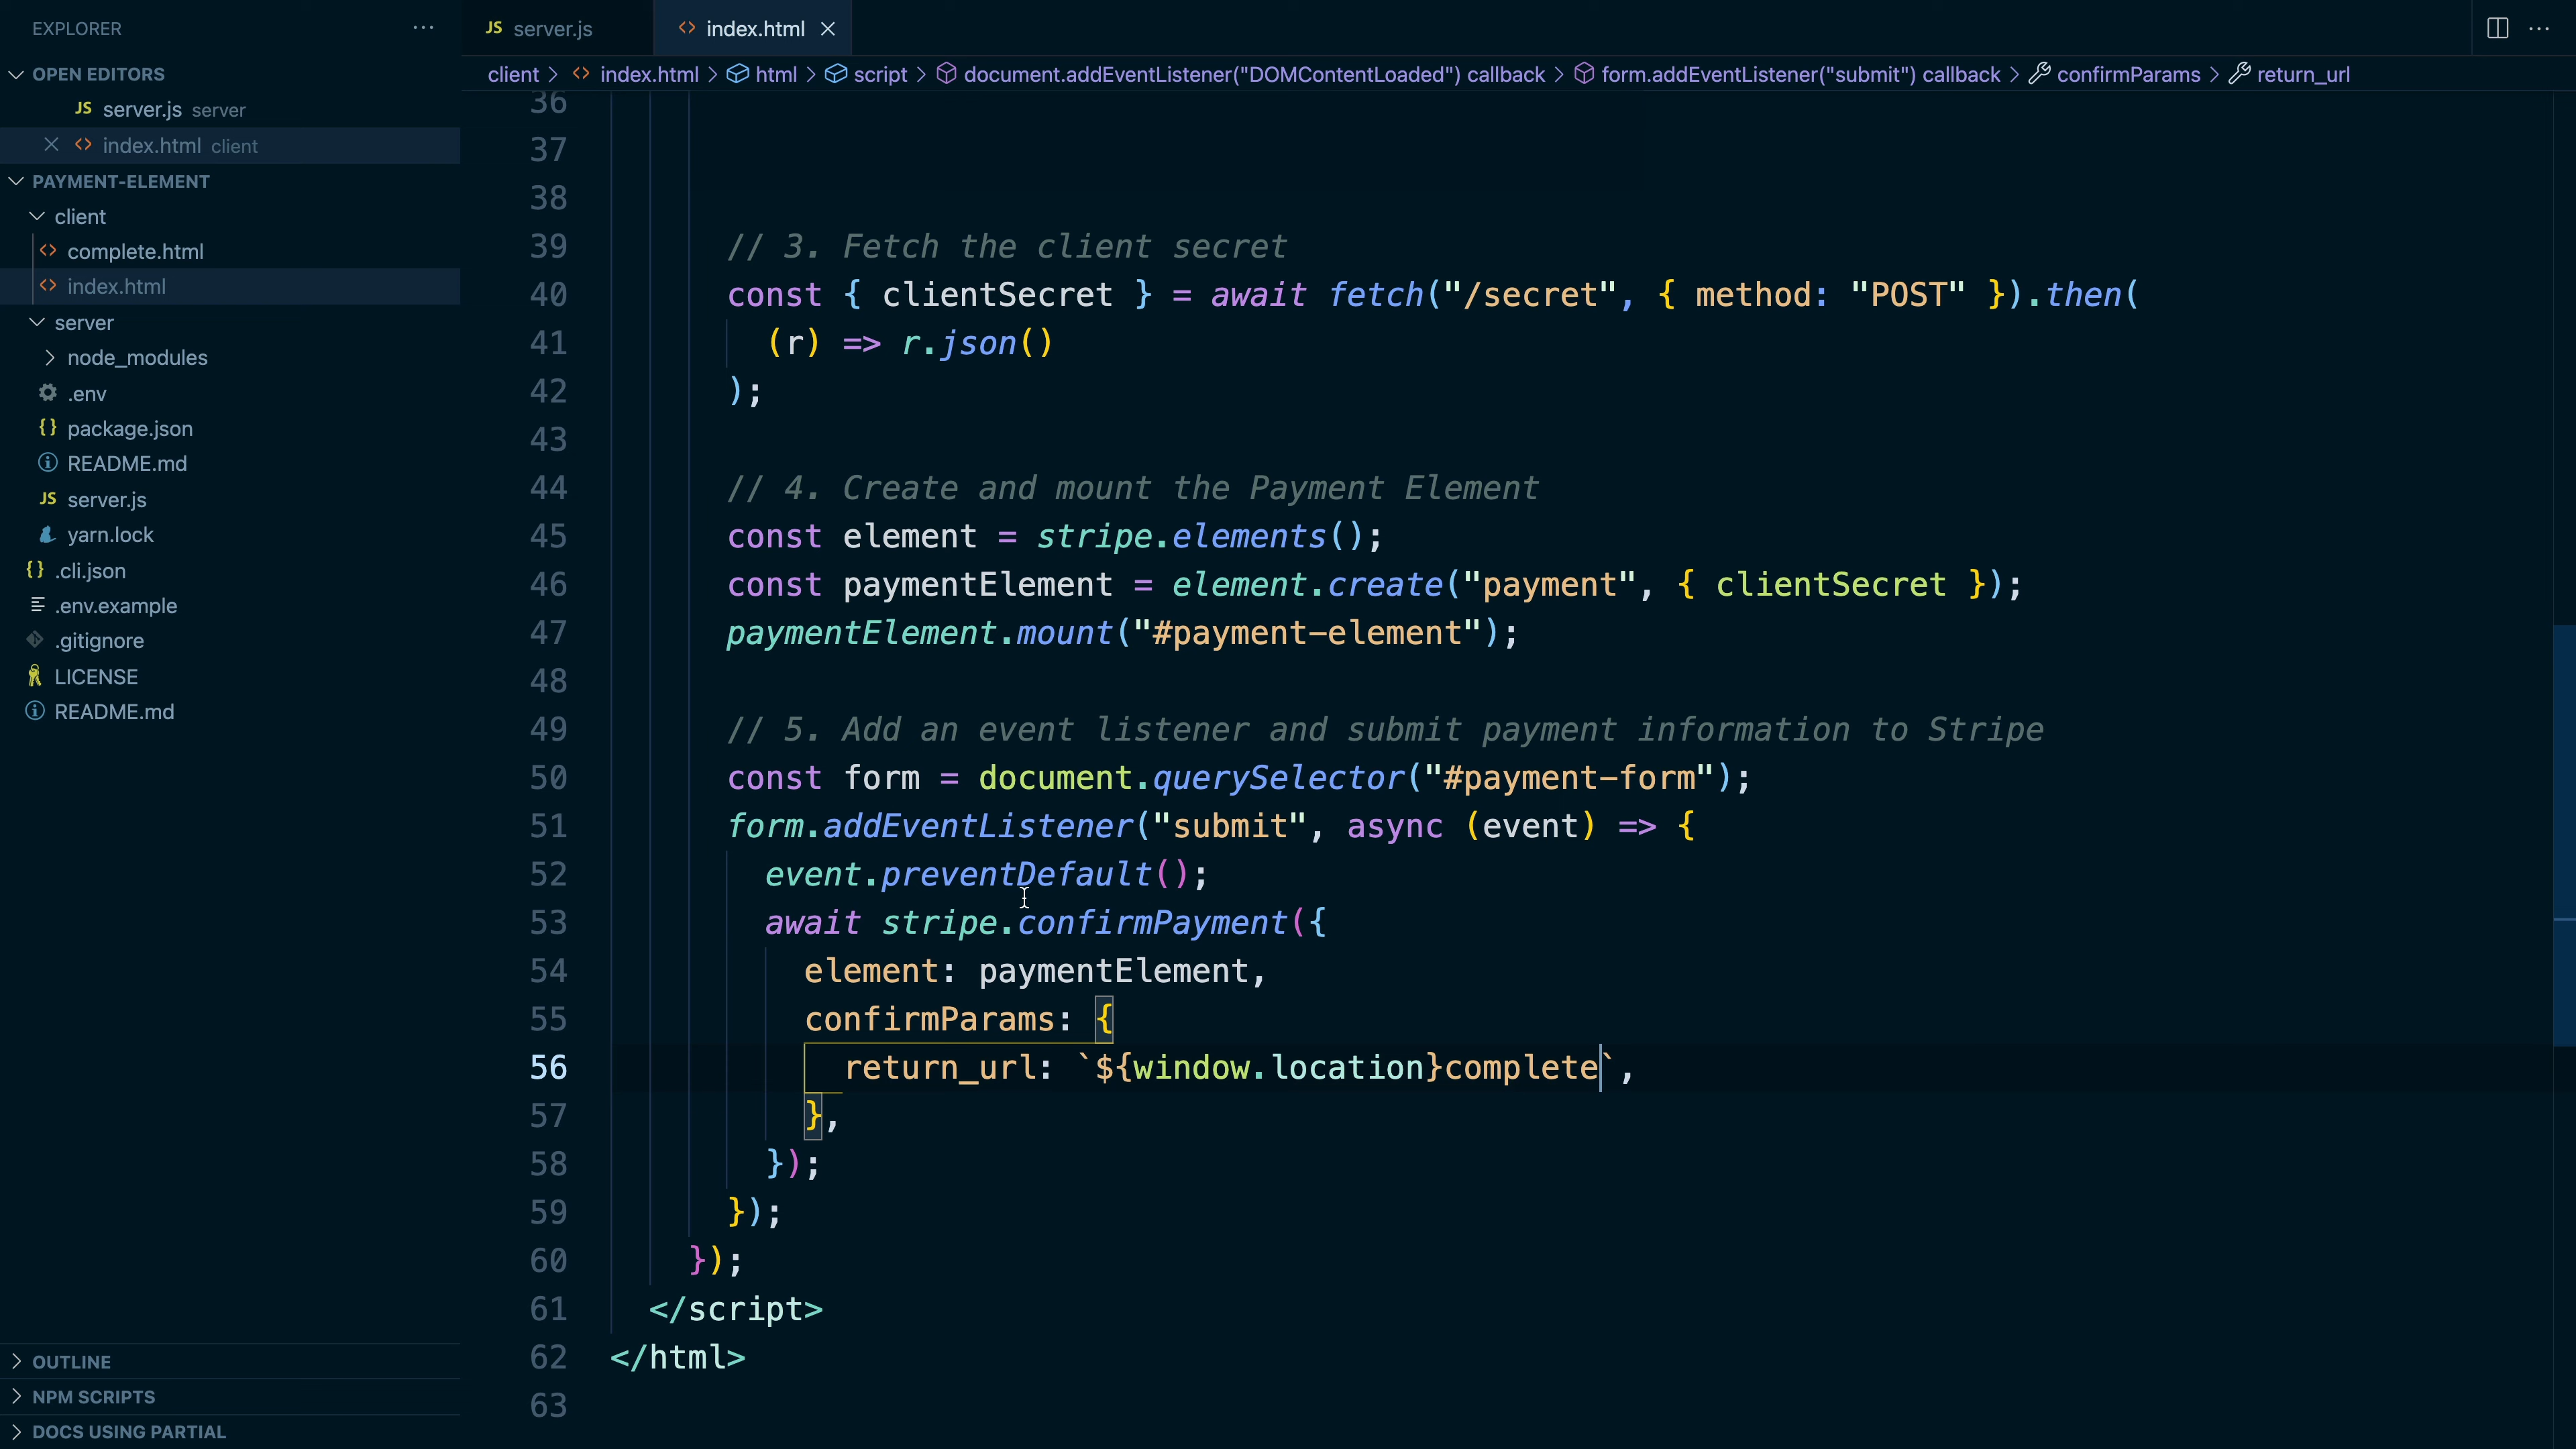 EXPLORER
OPEN EDITORS
JS server.js server
index.html client
PAYMENT-ELEMENT
client
complete.html
index.html
server
node_modules
.env
package.json
README.md
JS server.js
yarn.lock
.cli.json
.env.example
.gitignore
LICENSE
README.md
OUTLINE
NPM SCRIPTS
DOCS USING PARTIAL
JS server.js
index.html
client > index.html > html > script > document.addEventListener("DOMContentLoaded") callback > form.addEventListener("submit") callback > confirmParams > return_url
36
37
38
39 // 3. Fetch the client secret
40 const { clientSecret } = await fetch("/secret", { method: "POST" }).then(
41 (r) => r.json()
42 );
43
44 // 4. Create and mount the Payment Element
45 const element = stripe.elements();
46 const paymentElement = element.create("payment", { clientSecret });
47 paymentElement.mount("#payment-element");
48
49 // 5. Add an event listener and submit payment information to Stripe
50 const form = document.querySelector("#payment-form");
51 form.addEventListener("submit", async (event) => {
52 event.preventDefault();
53 await stripe.confirmPayment({
54 element: paymentElement,
55 confirmParams: {
56 return_url: `${window.location}complete`,
57 },
58 });
59 });
60 });
61 </script>
62 </html>
63